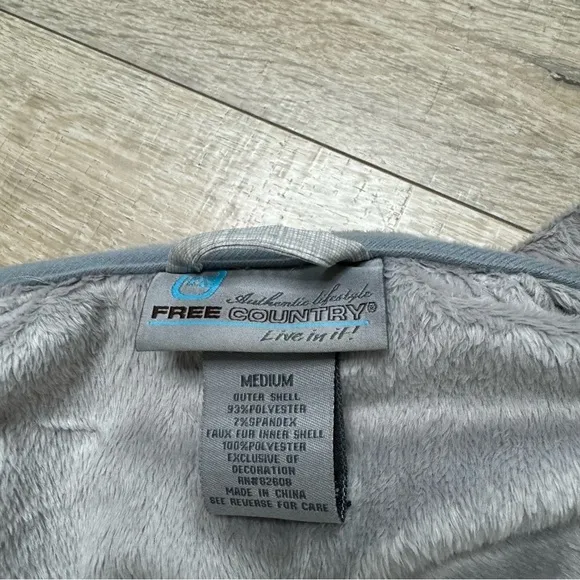 Authentic lifestyle
FREE COUNTRY®
Live in it!
MEDIUM
OUTER SHELL
93%POLYESTER
7%SPANDEX
FAUX FUR INNER SHELL
100%POLYESTER
EXCLUSIVE OF
DECORATION
RN#82608
MADE IN CHINA
SEE REVERSE FOR CARE